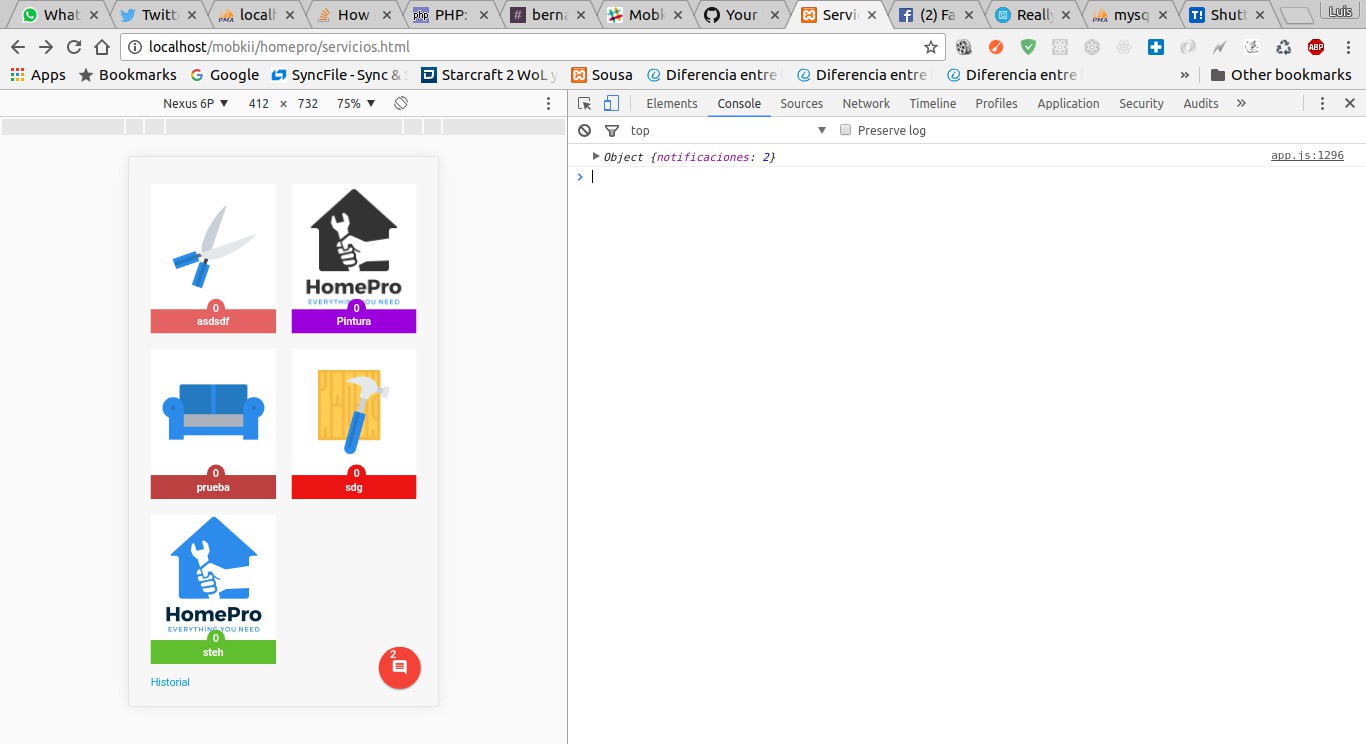 What
Twitt
localh
How
PHP:
berna
Mobk
Your
Servi
(2) Fa
Really
mysq
Shutt
Luis
localhost/mobkii/homepro/servicios.html
Apps
Bookmarks
Google
SyncFile - Sync &
Starcraft 2 WoL y
Sousa
Diferencia entre
Diferencia entre
Diferencia entre
»
Other bookmarks
Nexus 6P ▼ 412 × 732 75% ▼
Elements Console Sources Network Timeline Profiles Application Security Audits »
top ▼ Preserve log
Object {notificaciones: 2}
app.js:1296
HomePro
EVERYTHING YOU NEED
0 0
asdsdf Pintura
0 0
prueba sdg
HomePro
EVERYTHING YOU NEED
0
steh
2
Historial